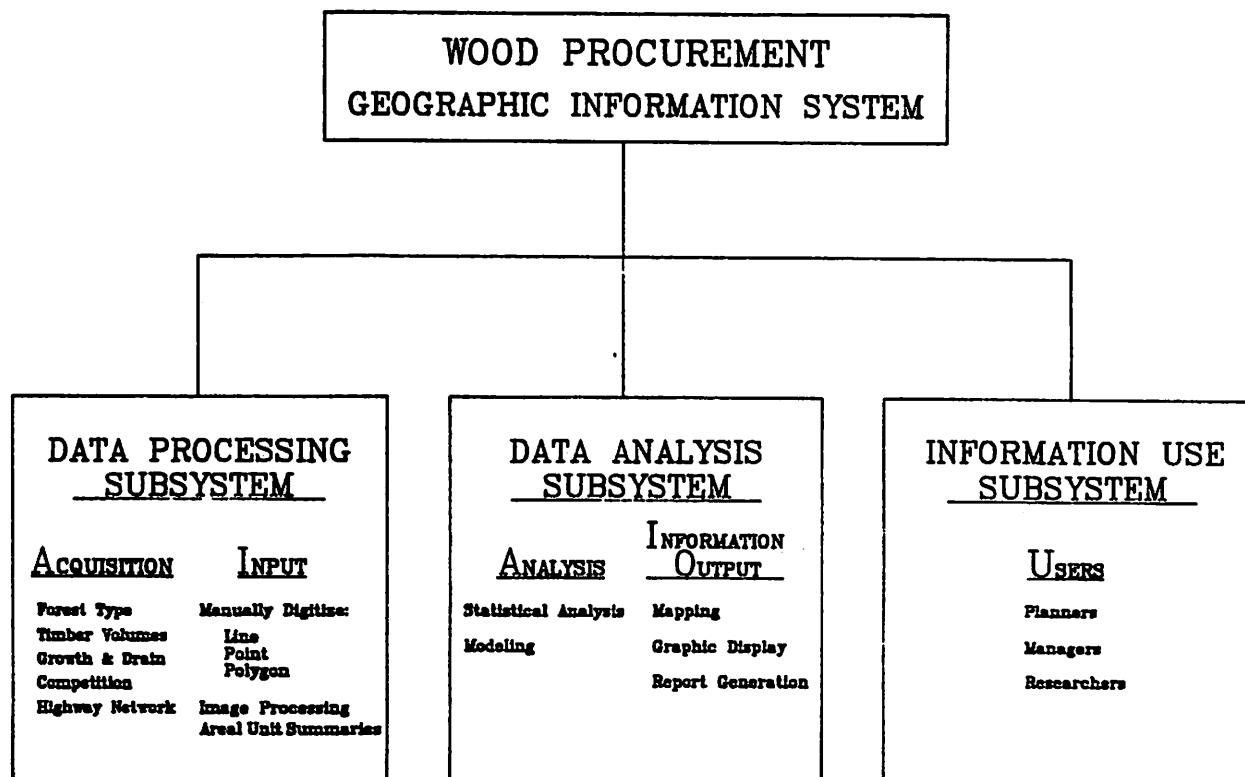 WOOD PROCUREMENT
GEOGRAPHIC INFORMATION SYSTEM
DATA PROCESSING
SUBSYSTEM
ACQUISITION
Forest Type
Timber Volumes
Growth & Drain
Competition
Highway Network
INPUT
Manually Digitize:
Line
Point
Polygon
Image Processing
Areal Unit Summaries
DATA ANALYSIS
SUBSYSTEM
ANALYSIS
Statistical Analysis
Modeling
INFORMATION
OUTPUT
Mapping
Graphic Display
Report Generation
INFORMATION USE
SUBSYSTEM
USERS
Planners
Managers
Researchers